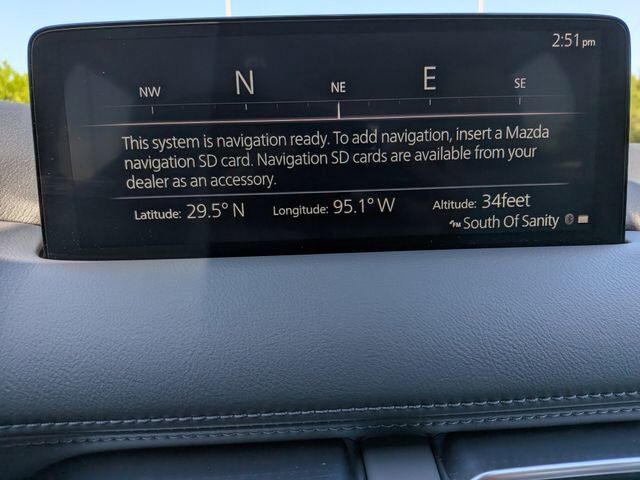 2:51pm
NW N NE E SE
This system is navigation ready. To add navigation, insert a Mazda
navigation SD card. Navigation SD cards are available from your
dealer as an accessory.
Latitude: 29.5° N Longitude: 95.1° W Altitude: 34feet
South Of Sanity